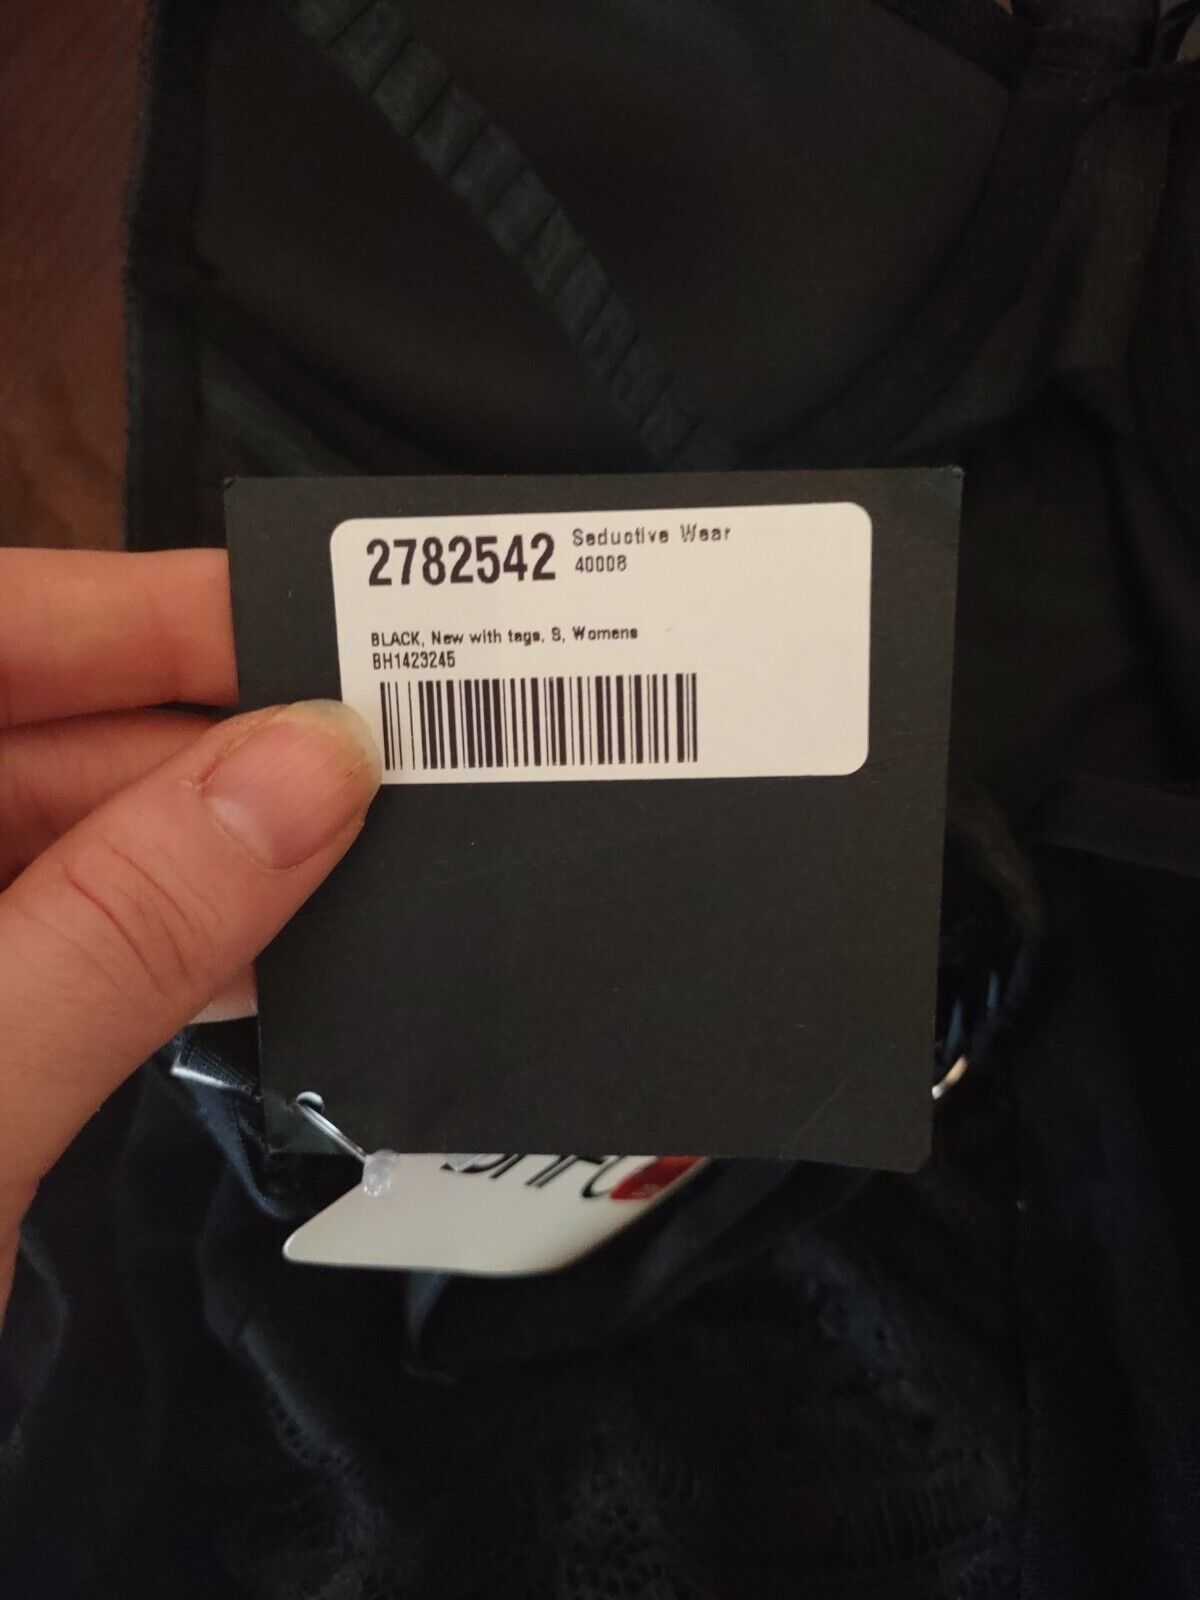 2782542 Seductive Wear
40008
BLACK, New with tags, S, Womens
BH1423245